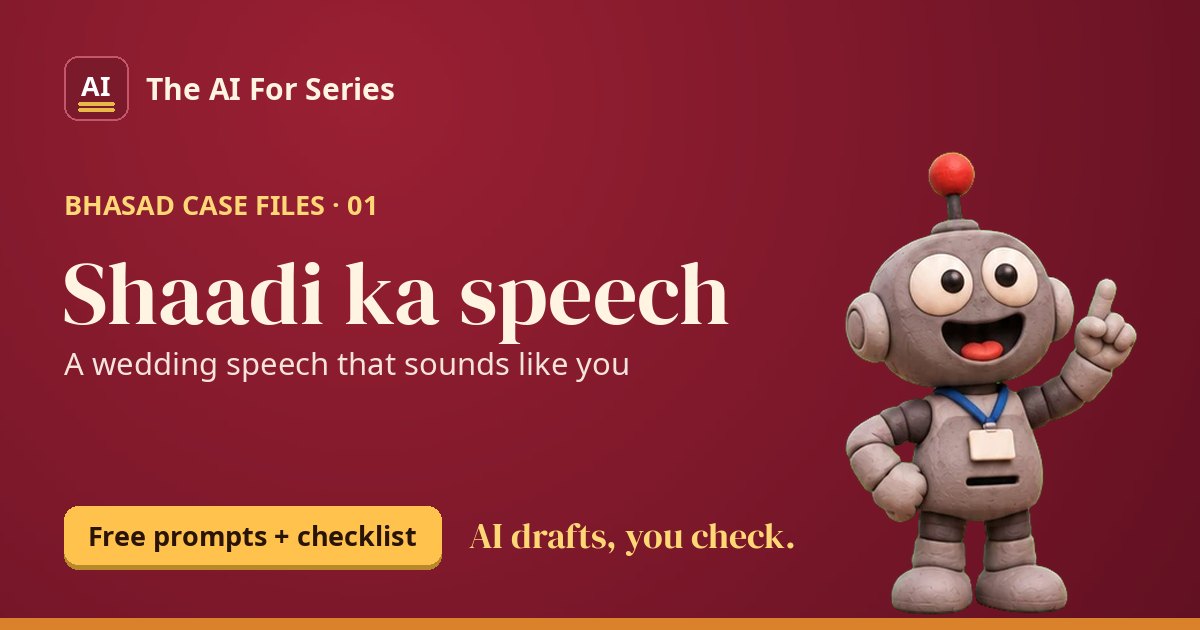 AI
The AI For Series
BHASAD CASE FILES · 01
Shaadi ka speech
A wedding speech that sounds like you
Free prompts + checklist
AI drafts, you check.